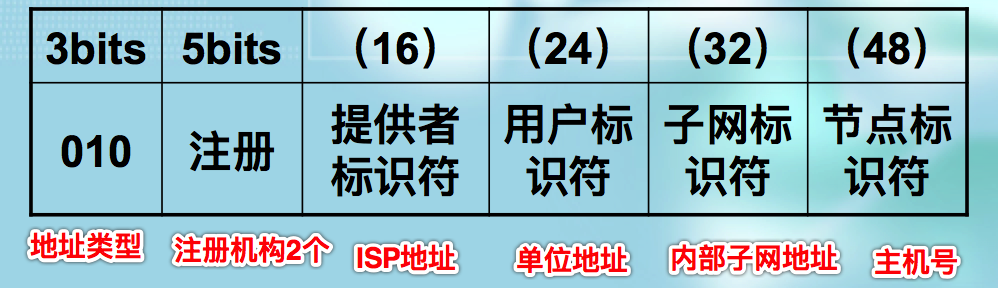 3bits 5bits （16） （24） （32） （48）
010 注册 提供者标识符 用户标识符 子网标识符 节点标识符
地址类型 注册机构2个 ISP地址 单位地址 内部子网地址 主机号